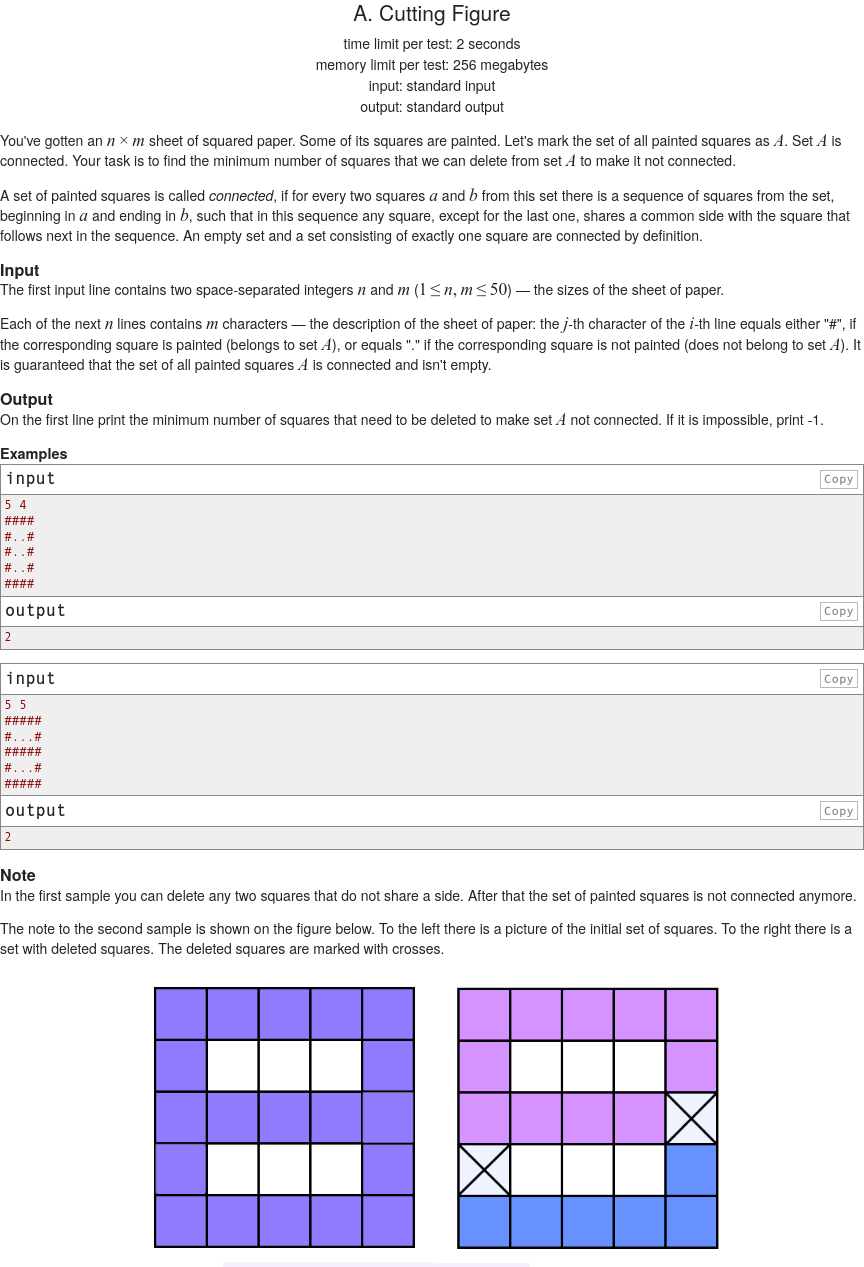 A. Cutting Figure
time limit per test: 2 seconds
memory limit per test: 256 megabytes
input: standard input
output: standard output
You've gotten an n × m sheet of squared paper. Some of its squares are painted. Let's mark the set of all painted squares as A. Set A is
connected. Your task is to find the minimum number of squares that we can delete from set A to make it not connected.
A set of painted squares is called connected, if for every two squares a and b from this set there is a sequence of squares from the set,
beginning in a and ending in b, such that in this sequence any square, except for the last one, shares a common side with the square that
follows next in the sequence. An empty set and a set consisting of exactly one square are connected by definition.
Input
The first input line contains two space-separated integers n and m (1 ≤ n, m ≤ 50) — the sizes of the sheet of paper.
Each of the next n lines contains m characters — the description of the sheet of paper: the j-th character of the i-th line equals either "#", if
the corresponding square is painted (belongs to set A), or equals "." if the corresponding square is not painted (does not belong to set A). It
is guaranteed that the set of all painted squares A is connected and isn't empty.
Output
On the first line print the minimum number of squares that need to be deleted to make set A not connected. If it is impossible, print -1.
Examples
input Copy
5 4
####
#..#
#..#
#..#
####
output Copy
2
input Copy
5 5
#####
#...#
#####
#...#
#####
output Copy
2
Note
In the first sample you can delete any two squares that do not share a side. After that the set of painted squares is not connected anymore.
The note to the second sample is shown on the figure below. To the left there is a picture of the initial set of squares. To the right there is a
set with deleted squares. The deleted squares are marked with crosses.